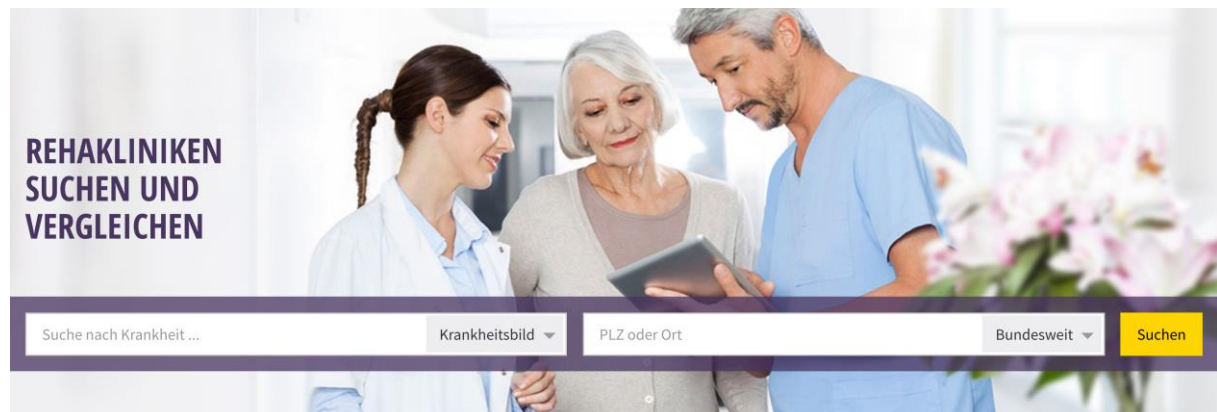 REHAKLINIKEN
SUCHEN UND
VERGLEICHEN
Suche nach Krankheit ... Krankheitsbild PLZ oder Ort Bundesweit Suchen